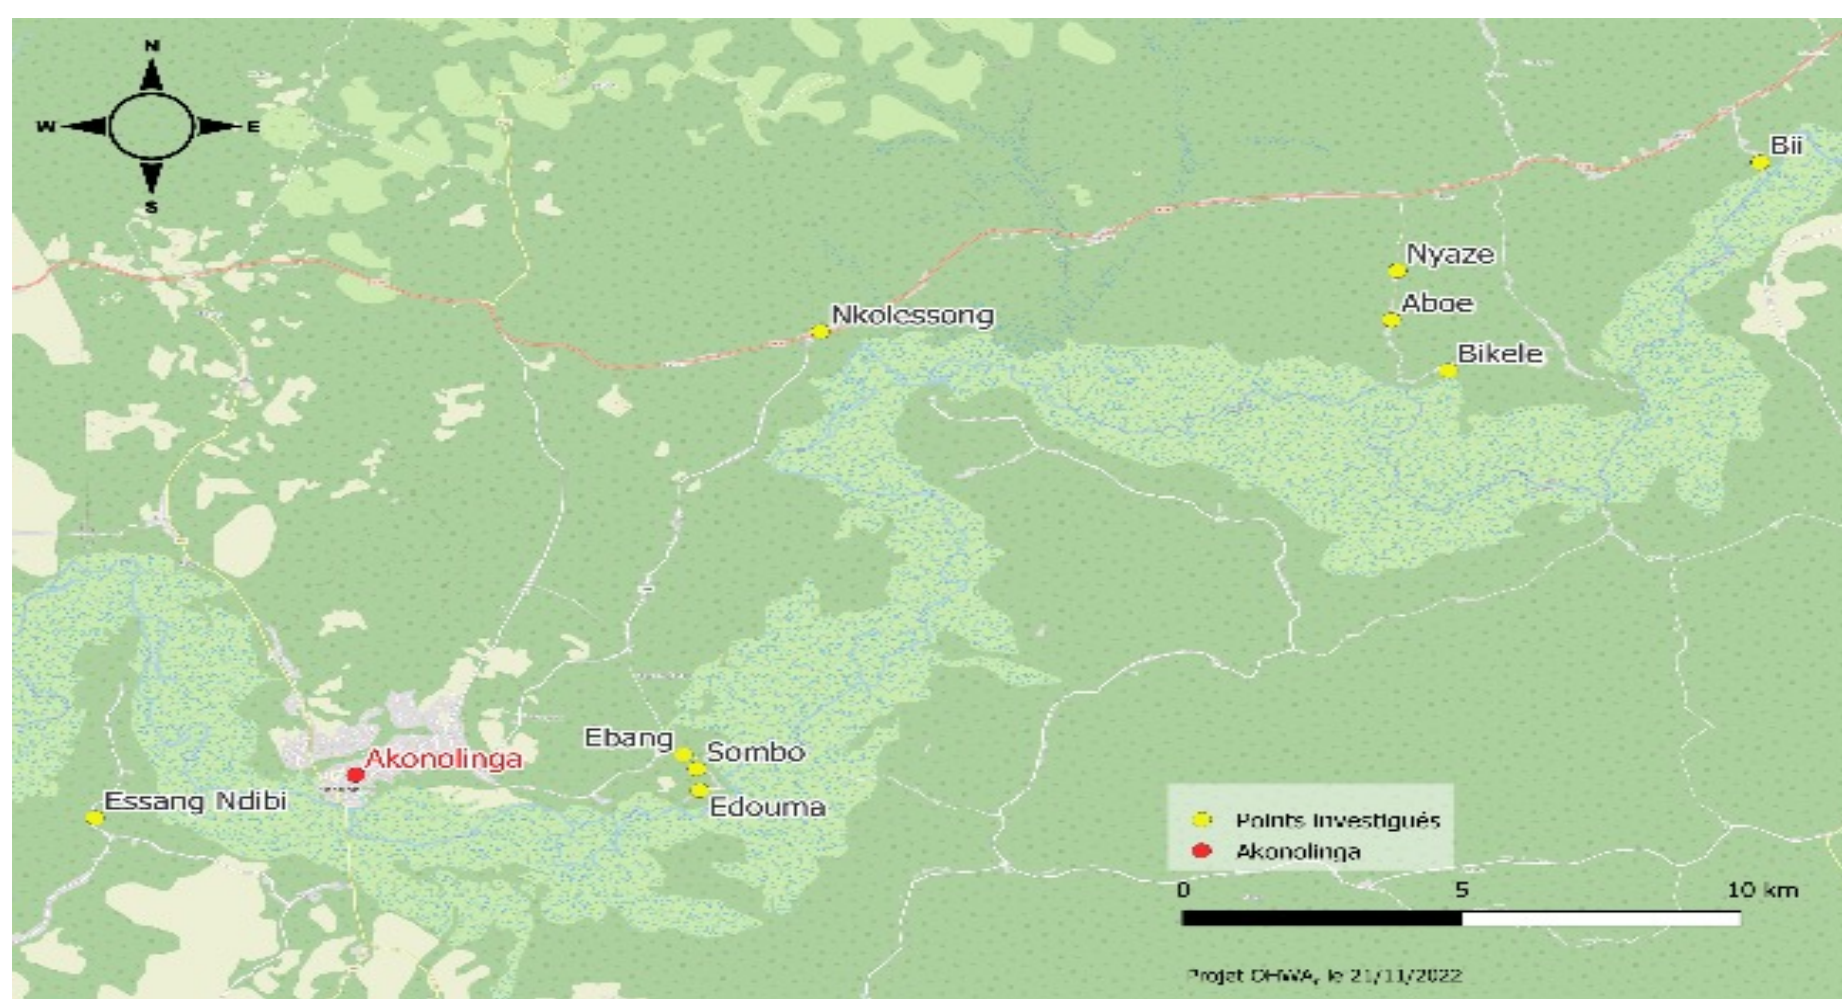 N
W E
S
Bii
Nyaze
Aboe
Nkolessong
Bikele
Ebang
Sombo
Akonolinga
Essang Ndibi
Edouma
Points investigués
Akonolinga
0 5 10 km
Projet OHWA, le 21/11/2022